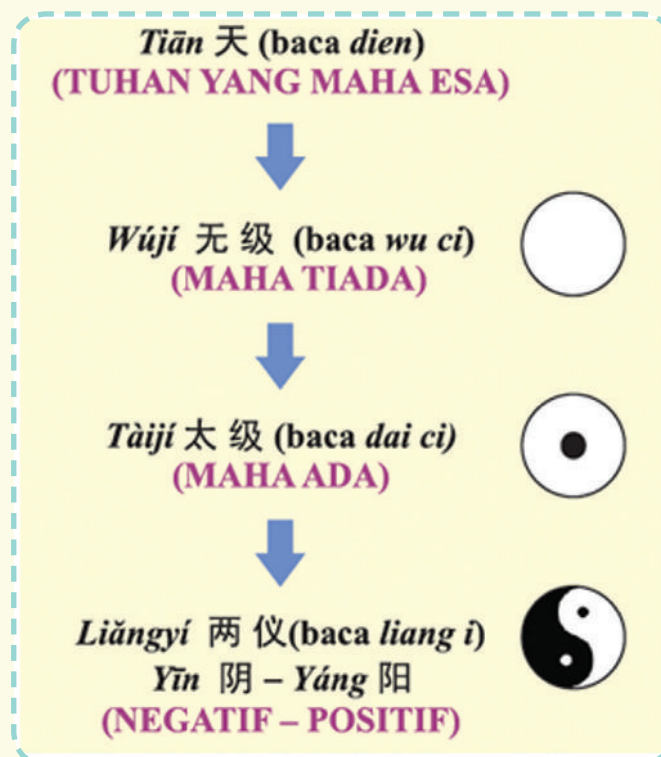 Tiān 天 (baca dien)
(TUHAN YANG MAHA ESA)
Wújí 无 级 (baca wu ci)
(MAHA TIADA)
Tàijí 太 级 (baca dai ci)
(MAHA ADA)
Liǎngyí 两 仪(baca liang i)
Yīn 阴 – Yáng 阳
(NEGATIF – POSITIF)